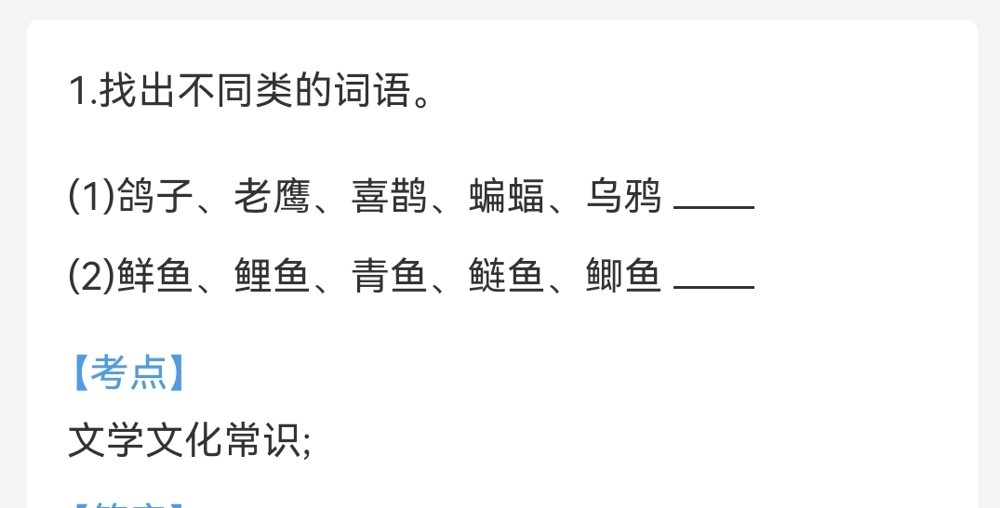 1.找出不同类的词语。
(1)鸽子、老鹰、喜鹊、蝙蝠、乌鸦 _____
(2)鲜鱼、鲤鱼、青鱼、鲢鱼、鲫鱼 _____
【考点】
文学文化常识;